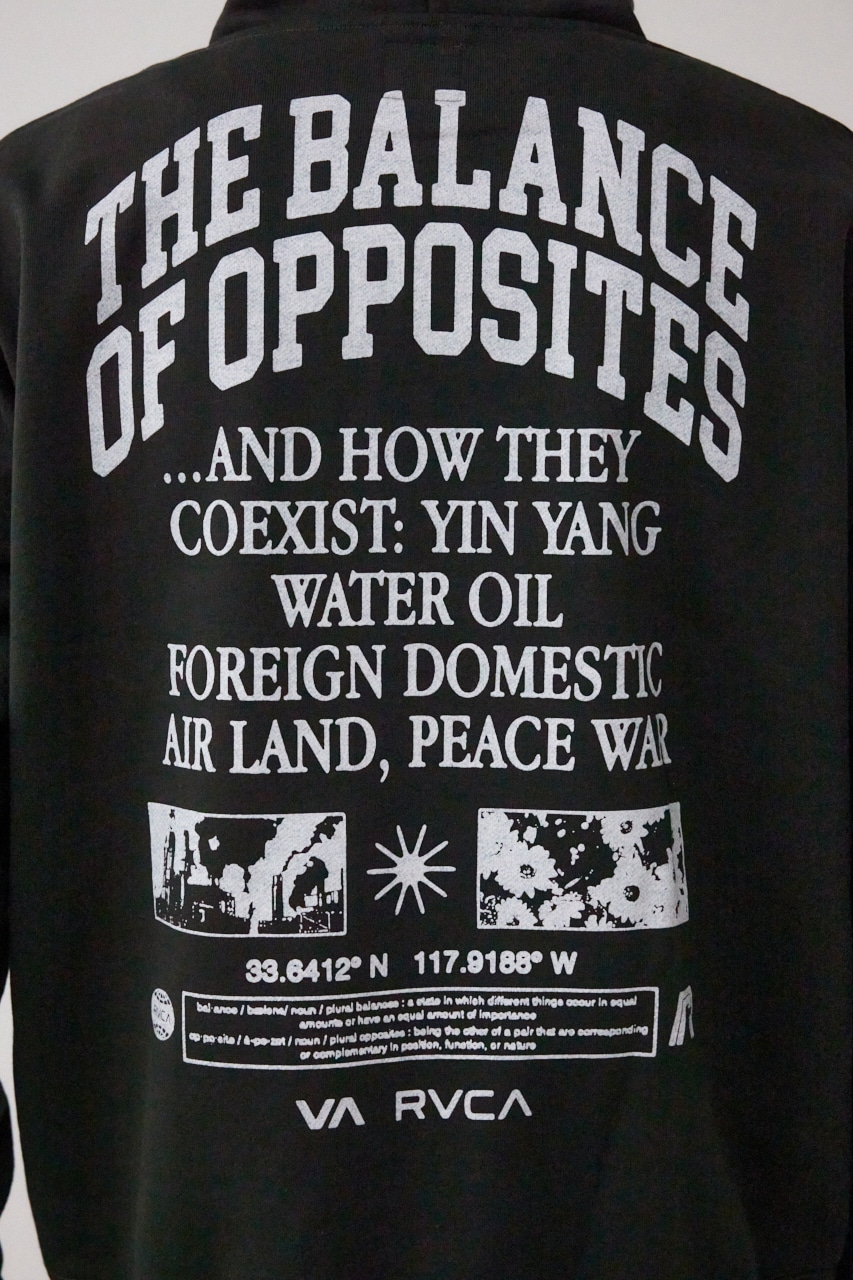 THE BALANCE
OF OPPOSITES
...AND HOW THEY
COEXIST: YIN YANG
WATER OIL
FOREIGN DOMESTIC
AIR LAND, PEACE WAR
33.6412° N 117.9188° W
RVCA
bal·ance / noun / plural balances : a state in which different things occur in equal
amounts or have an equal amount of importance
op·po·site / ä-pə-zət / noun / plural opposites : being the other of a pair that are corresponding
or complementary in position, function, or nature
VA RVCA